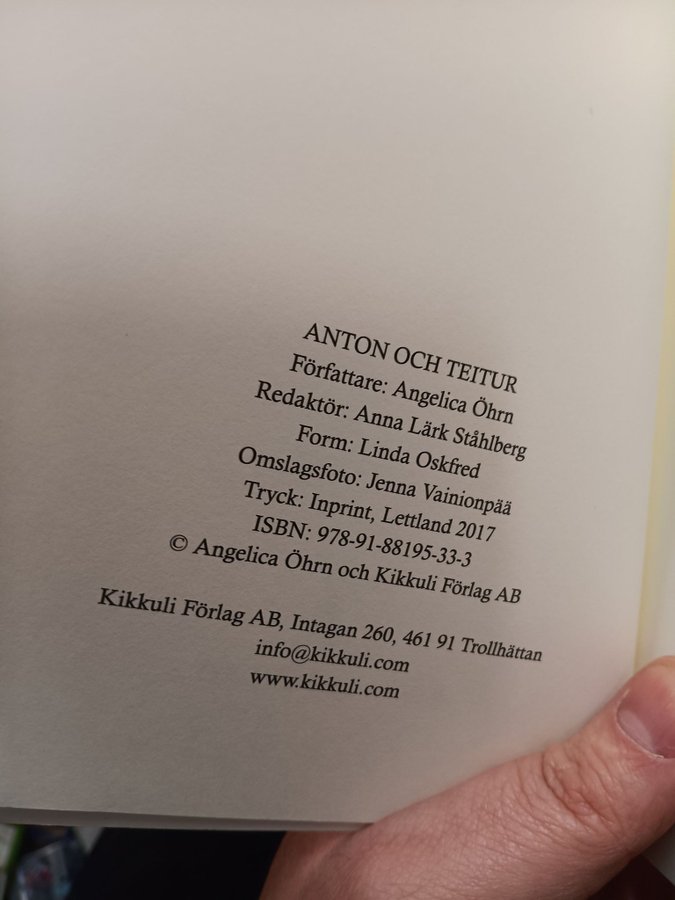 ANTON OCH TEITUR
Författare: Angelica Öhrn
Redaktör: Anna Lärk Ståhlberg
Form: Linda Oskfred
Omslagsfoto: Jenna Vainionpää
Tryck: Inprint, Lettland 2017
ISBN: 978-91-88195-33-3
© Angelica Öhrn och Kikkuli Förlag AB
Kikkuli Förlag AB, Intagan 260, 461 91 Trollhättan
info@kikkuli.com
www.kikkuli.com